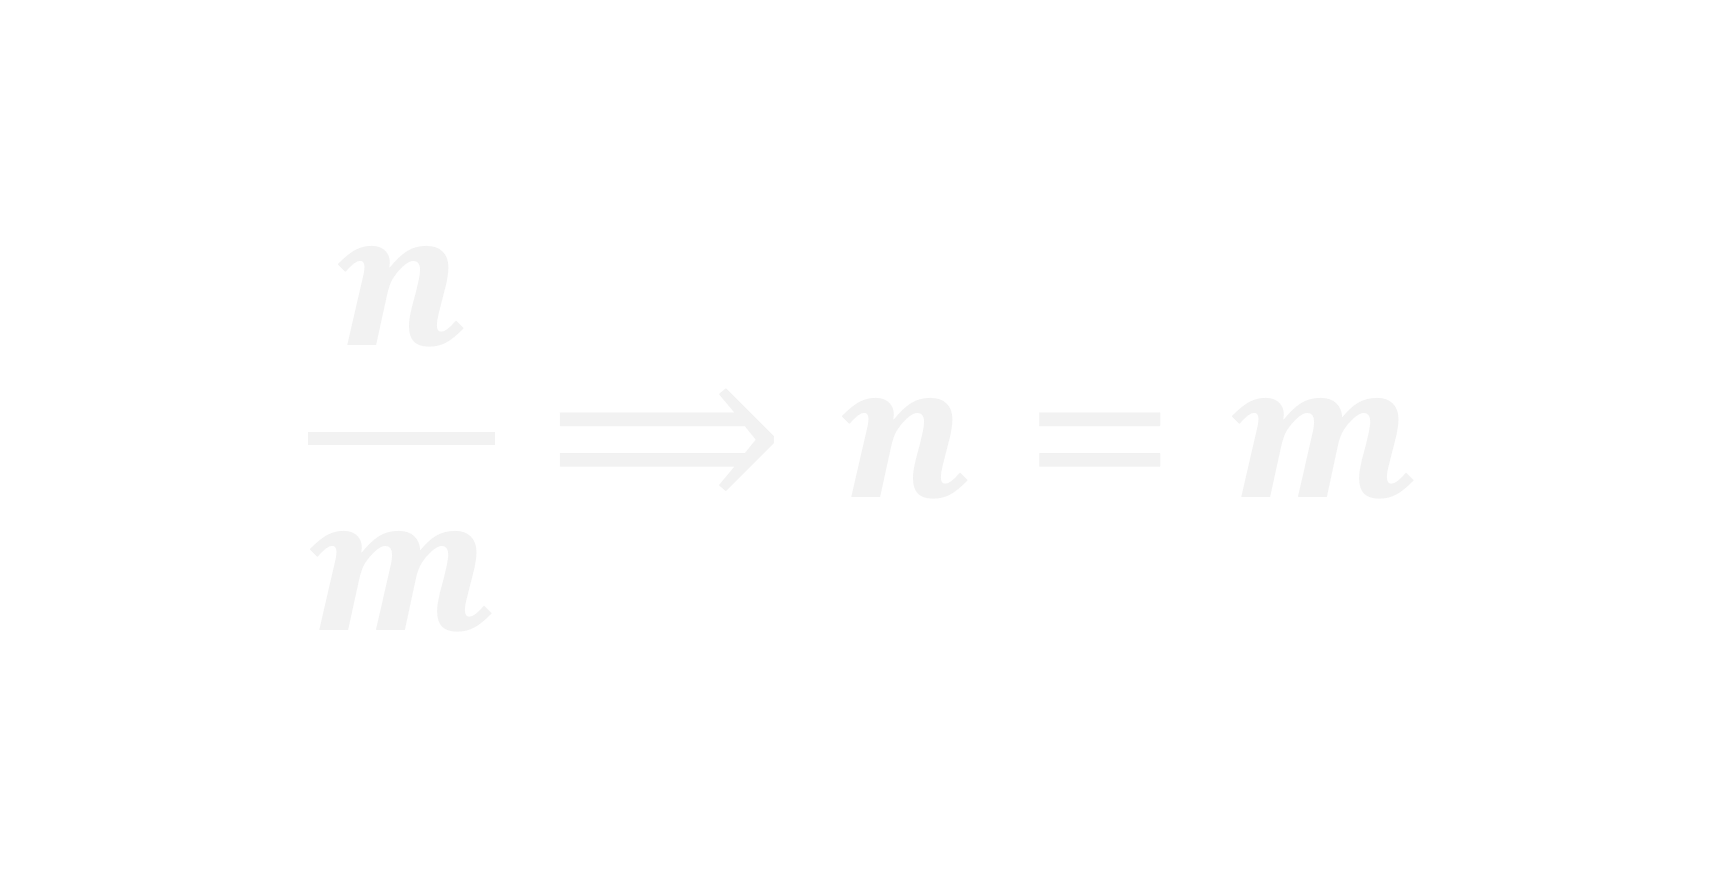 n/m ⟹ n = m